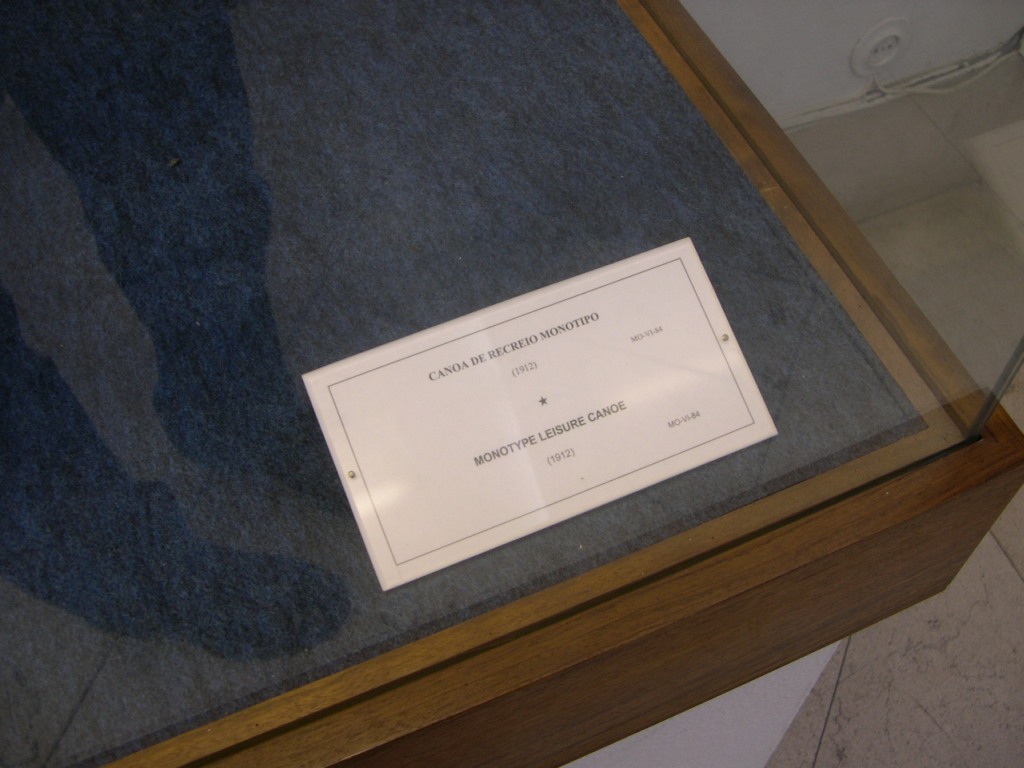 CANOA DE RECREIO MONOTIPO
MO-VI-84
(1912)
★
MONOTYPE LEISURE CANOE
MO-VI-84
(1912)